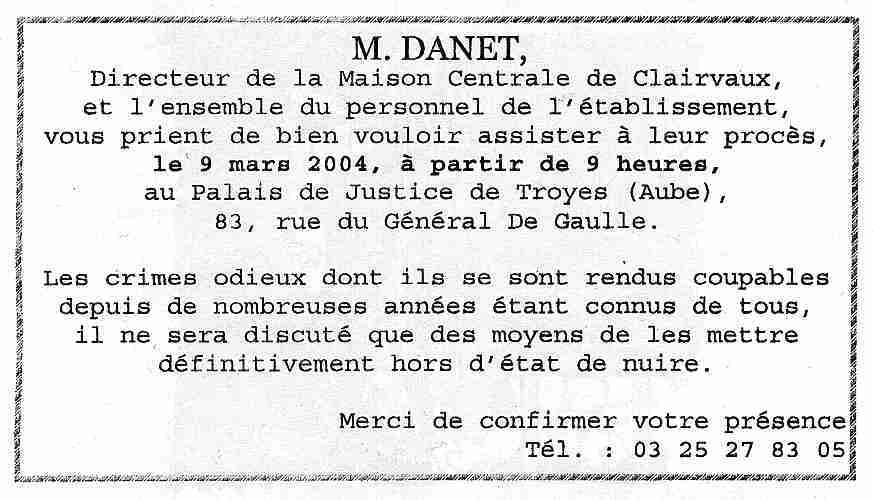 M. DANET,
Directeur de la Maison Centrale de Clairvaux,
et l'ensemble du personnel de l'établissement,
vous prient de bien vouloir assister à leur procès,
le 9 mars 2004, à partir de 9 heures,
au Palais de Justice de Troyes (Aube),
83, rue du Général De Gaulle.
Les crimes odieux dont ils se sont rendus coupables
depuis de nombreuses années étant connus de tous,
il ne sera discuté que des moyens de les mettre
définitivement hors d'état de nuire.
Merci de confirmer votre présence
Tél. : 03 25 27 83 05